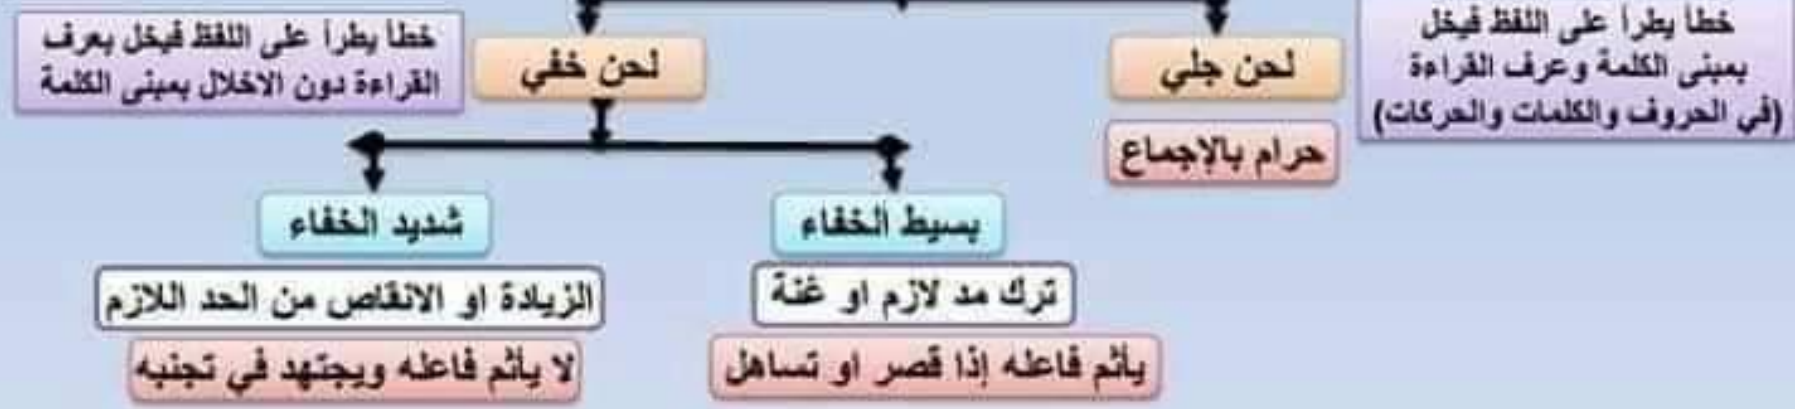 خطأ يطرأ على اللفظ فيخل
بمبنى الكلمة وعرف القراءة
(في الحروف والكلمات والحركات)
لحن جلي
حرام بالإجماع
لحن خفي
خطأ يطرأ على اللفظ فيخل بعرف
القراءة دون الاخلال بمبنى الكلمة
بسيط الخفاء
ترك مد لازم او غنة
يأثم فاعله إذا قصر او تساهل
شديد الخفاء
الزيادة او الانقاص من الحد اللازم
لا يأثم فاعله ويجتهد في تجنبه